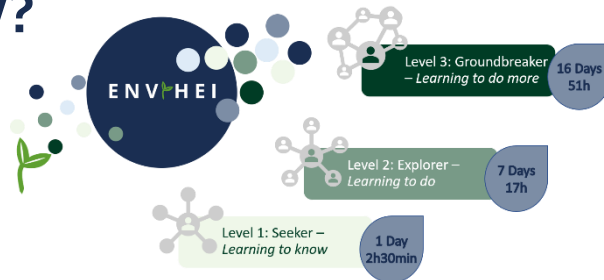 ?
ENVHEI
Level 3: Groundbreaker
– Learning to do more
16 Days
51h
Level 2: Explorer –
Learning to do
7 Days
17h
Level 1: Seeker –
Learning to know
1 Day
2h30min